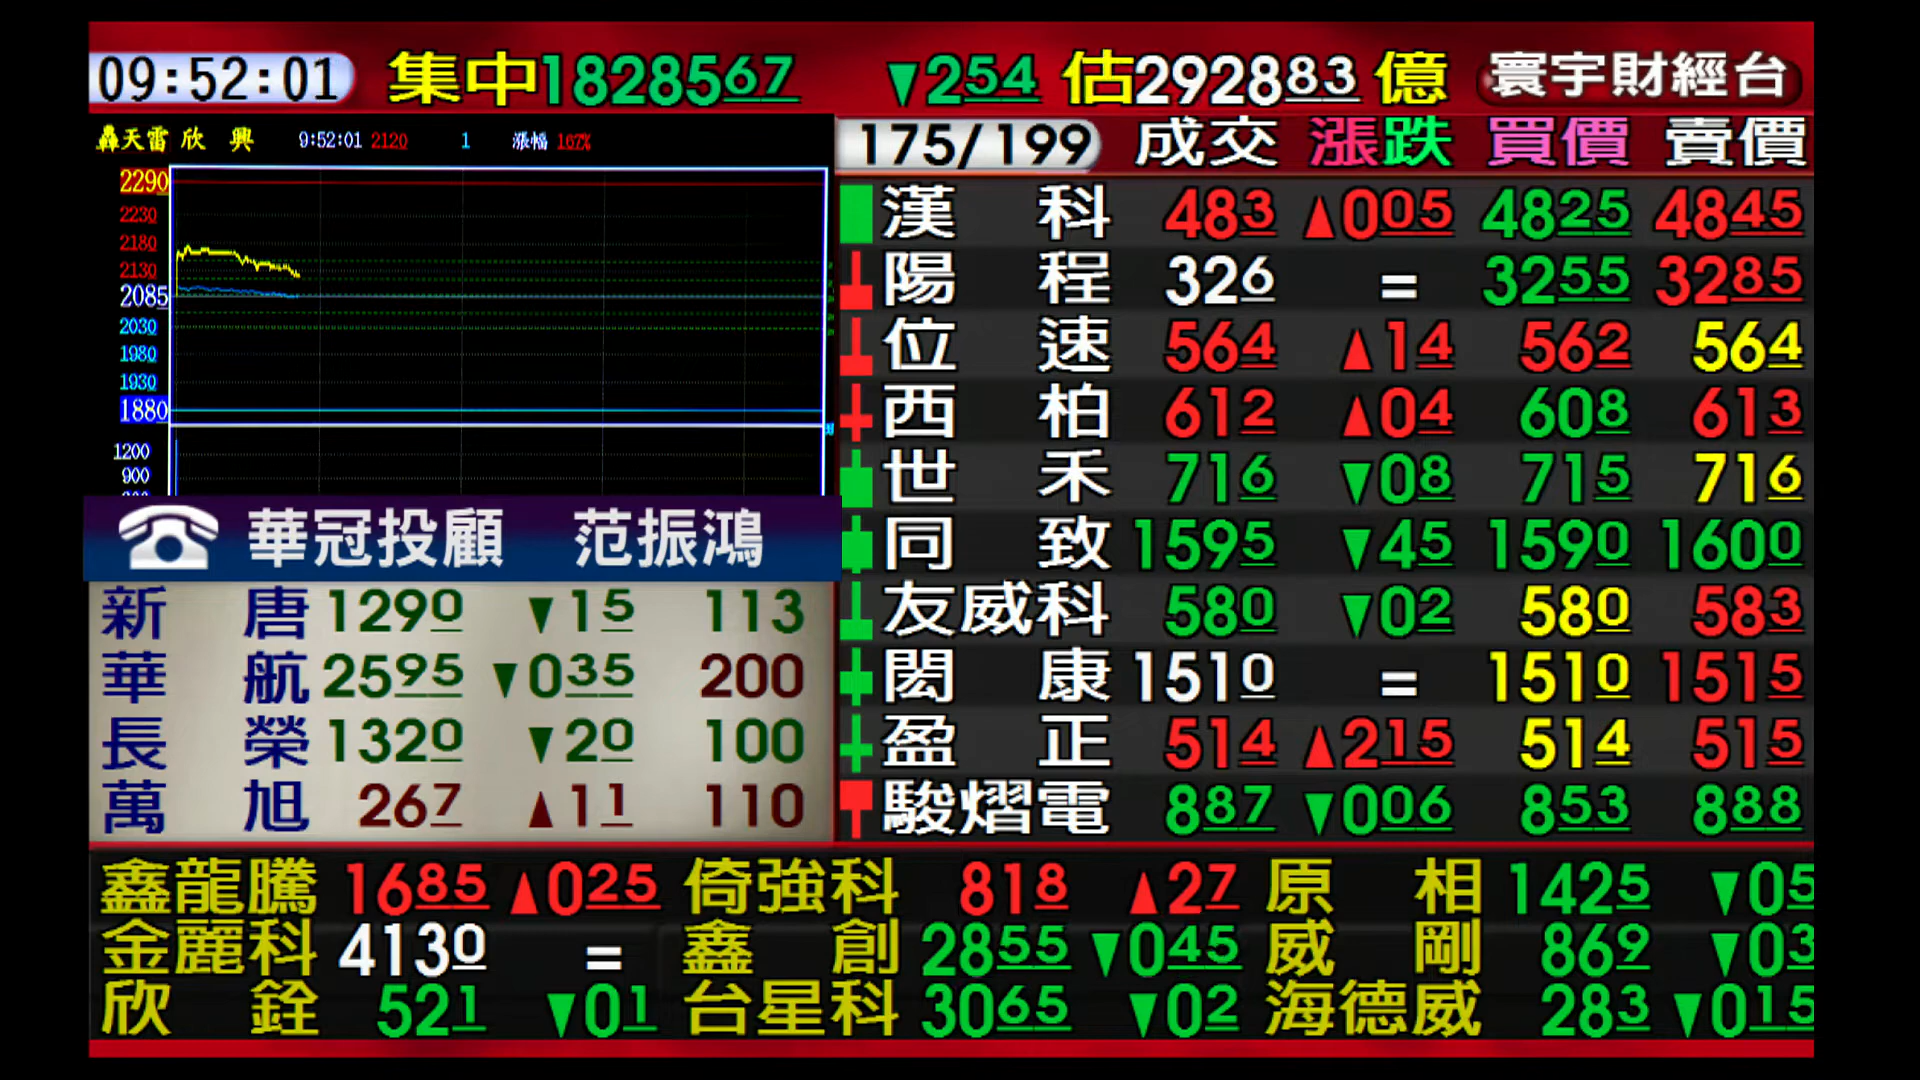 09:52:01 集中1828567 ▼254 估292883億 寰宇財經台
轟天雷 欣興 9:52:01 2120 1 漲幅 167%
2290
2230
2180
2130
2085
2030
1980
1930
1880
1200
900
175/199 成交 漲跌 買價 賣價
漢科 483 ▲005 4825 4845
陽程 326 = 3255 3285
位速 564 ▲14 562 564
西柏 612 ▲04 608 613
世禾 716 ▼08 715 716
同致 1595 ▼45 1590 1600
友威科 580 ▼02 580 583
閎康 1510 = 1510 1515
盈正 514 ▲215 514 515
駿熠電 887 ▼006 853 888
華冠投顧 范振鴻
新唐 1290 ▼15 113
華航 2595 ▼035 200
長榮 1320 ▼20 100
萬旭 267 ▲11 110
鑫龍騰 1685 ▲025 倚強科 818 ▲27 原相 1425 ▼05
金麗科 4130 = 鑫創 2855 ▼045 威剛 869 ▼03
欣銓 521 ▼01 台星科 3065 ▼02 海德威 283 ▼015